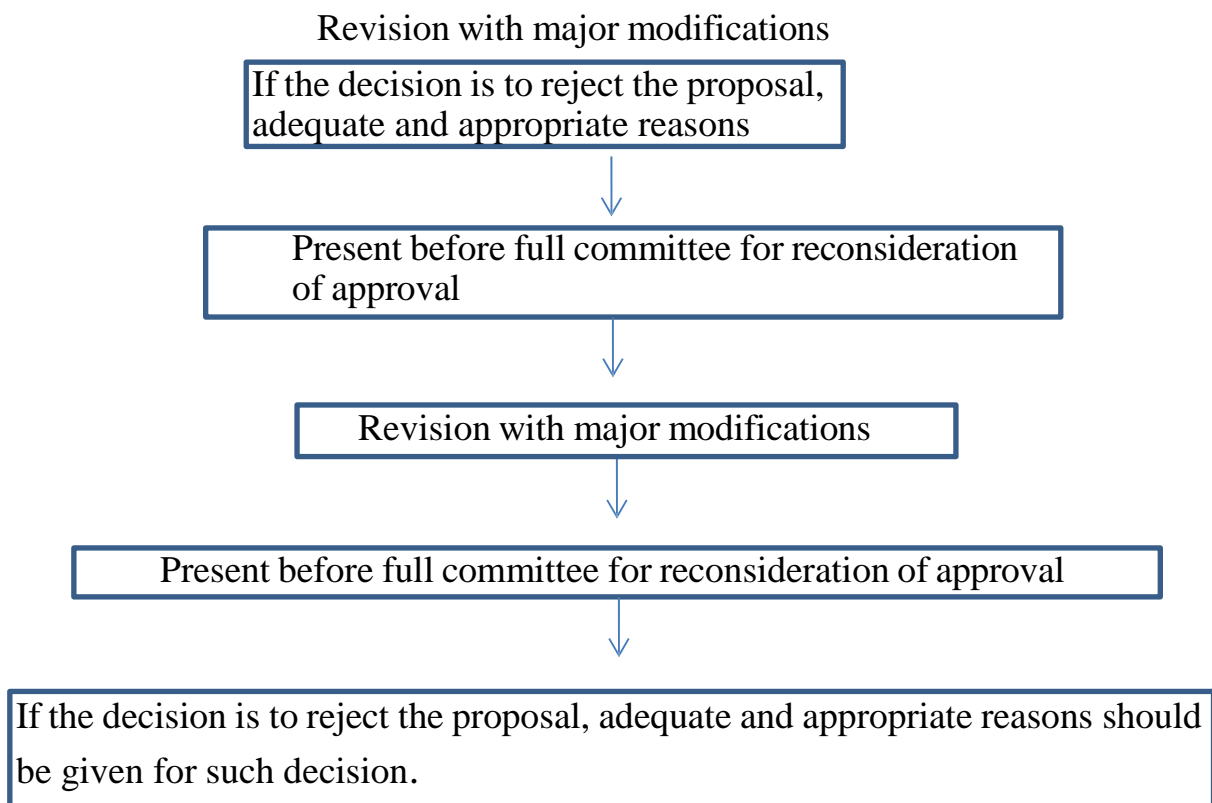 Revision with major modifications
If the decision is to reject the proposal,
adequate and appropriate reasons
Present before full committee for reconsideration
of approval
Revision with major modifications
Present before full committee for reconsideration of approval
If the decision is to reject the proposal, adequate and appropriate reasons should
be given for such decision.